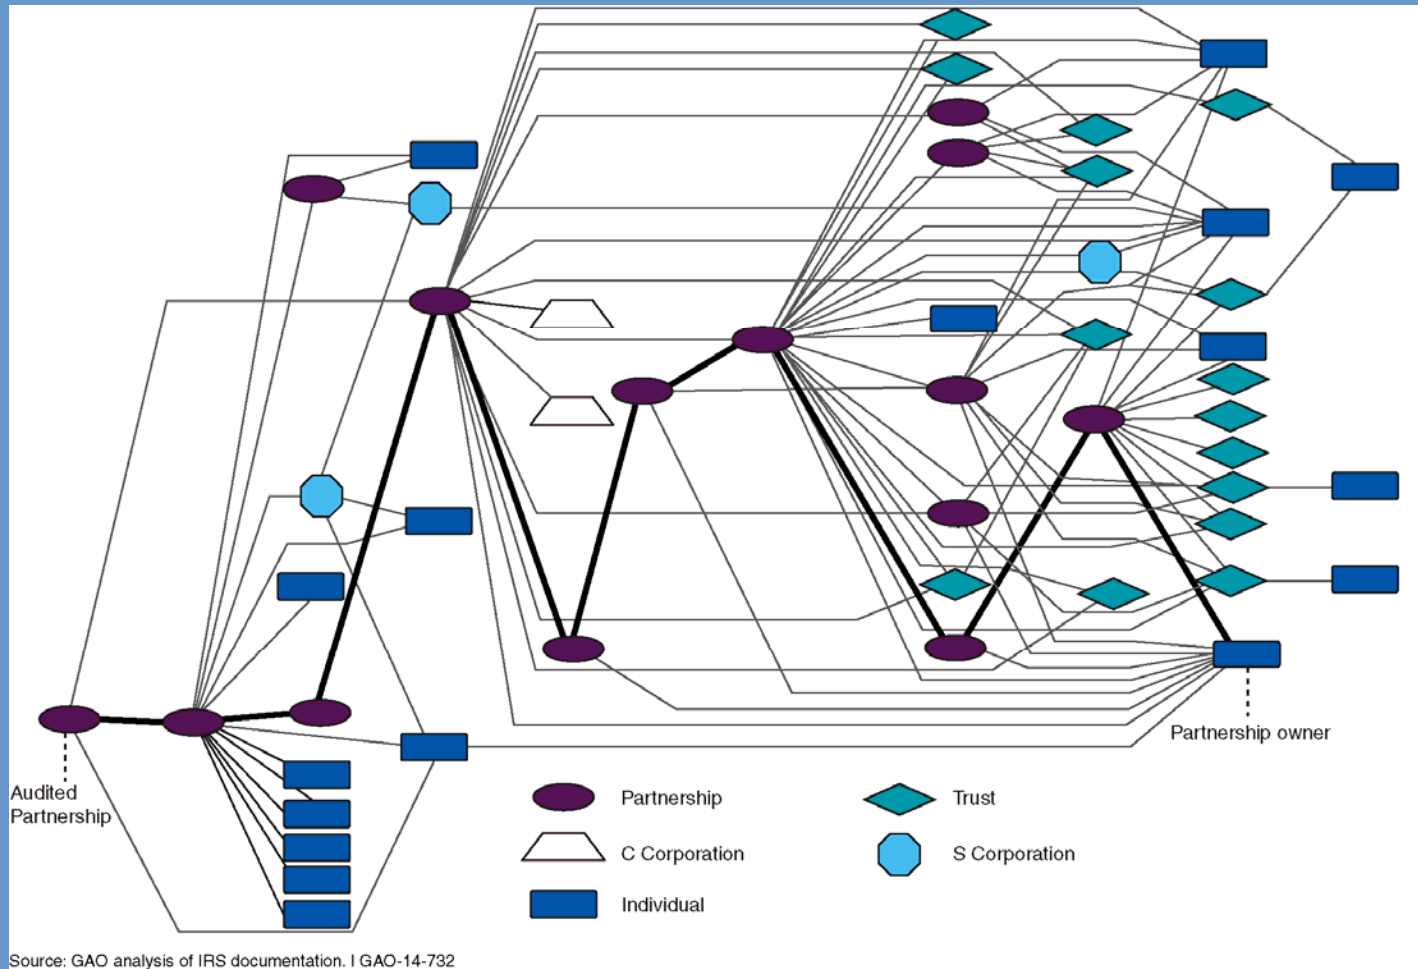 Partnership owner
Audited
Partnership
Partnership
Trust
C Corporation
S Corporation
Individual
Source: GAO analysis of IRS documentation. I GAO-14-732